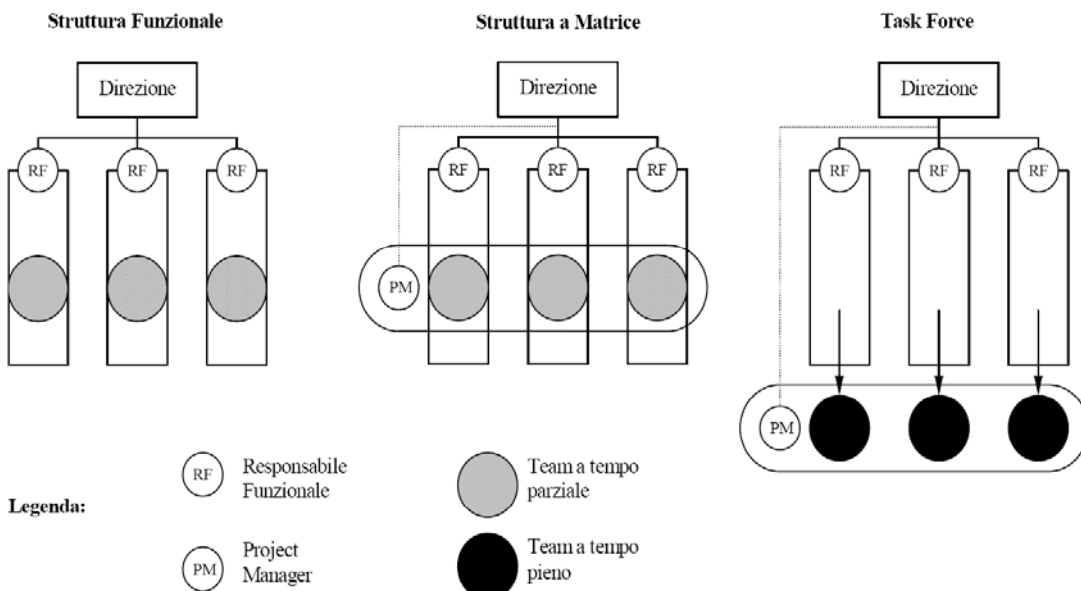 Struttura Funzionale
Struttura a Matrice
Task Force
Direzione
Direzione
Direzione
RF
RF
RF
RF
RF
RF
RF
RF
RF
PM
PM
RF
Responsabile
Funzionale
Team a tempo
parziale
Legenda:
PM
Project
Manager
Team a tempo
pieno